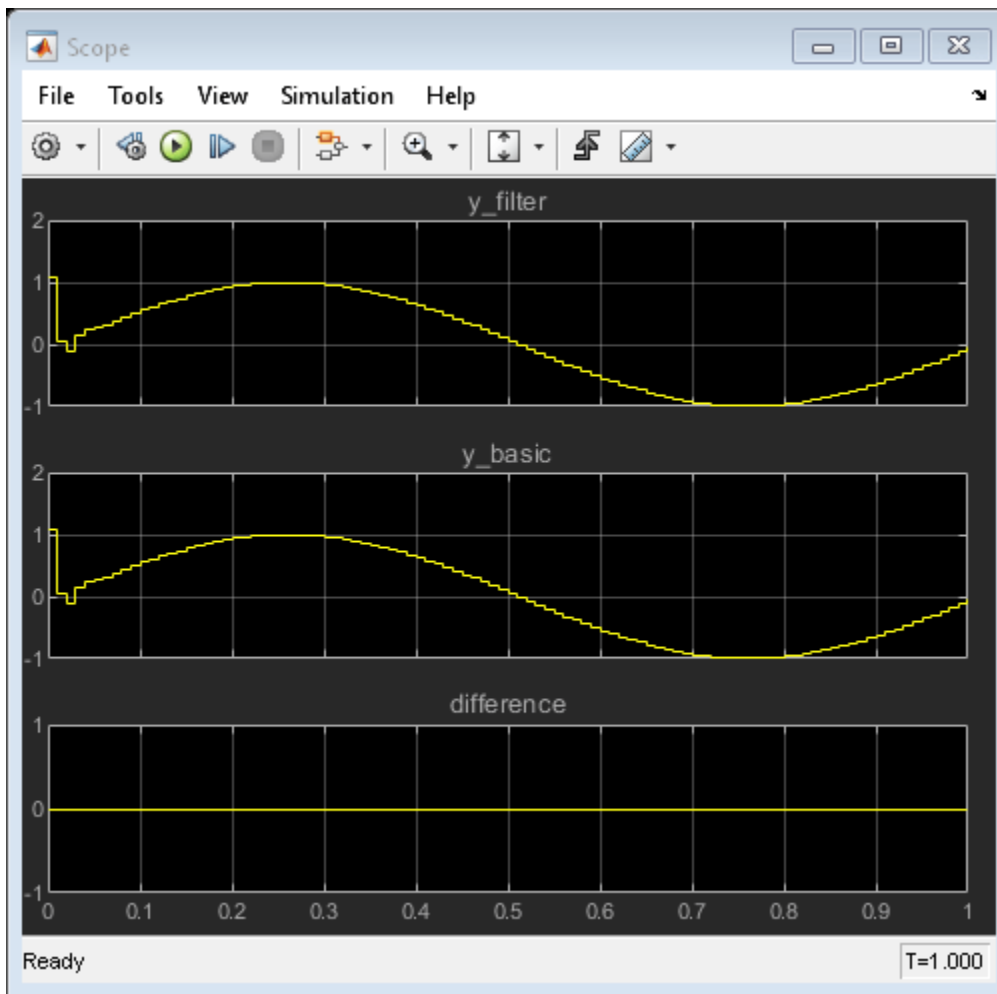 Scope
File Tools View Simulation Help
y_filter
2
1
0
-1
y_basic
2
1
0
-1
difference
1
0
-1
0 0.1 0.2 0.3 0.4 0.5 0.6 0.7 0.8 0.9 1
Ready T=1.000